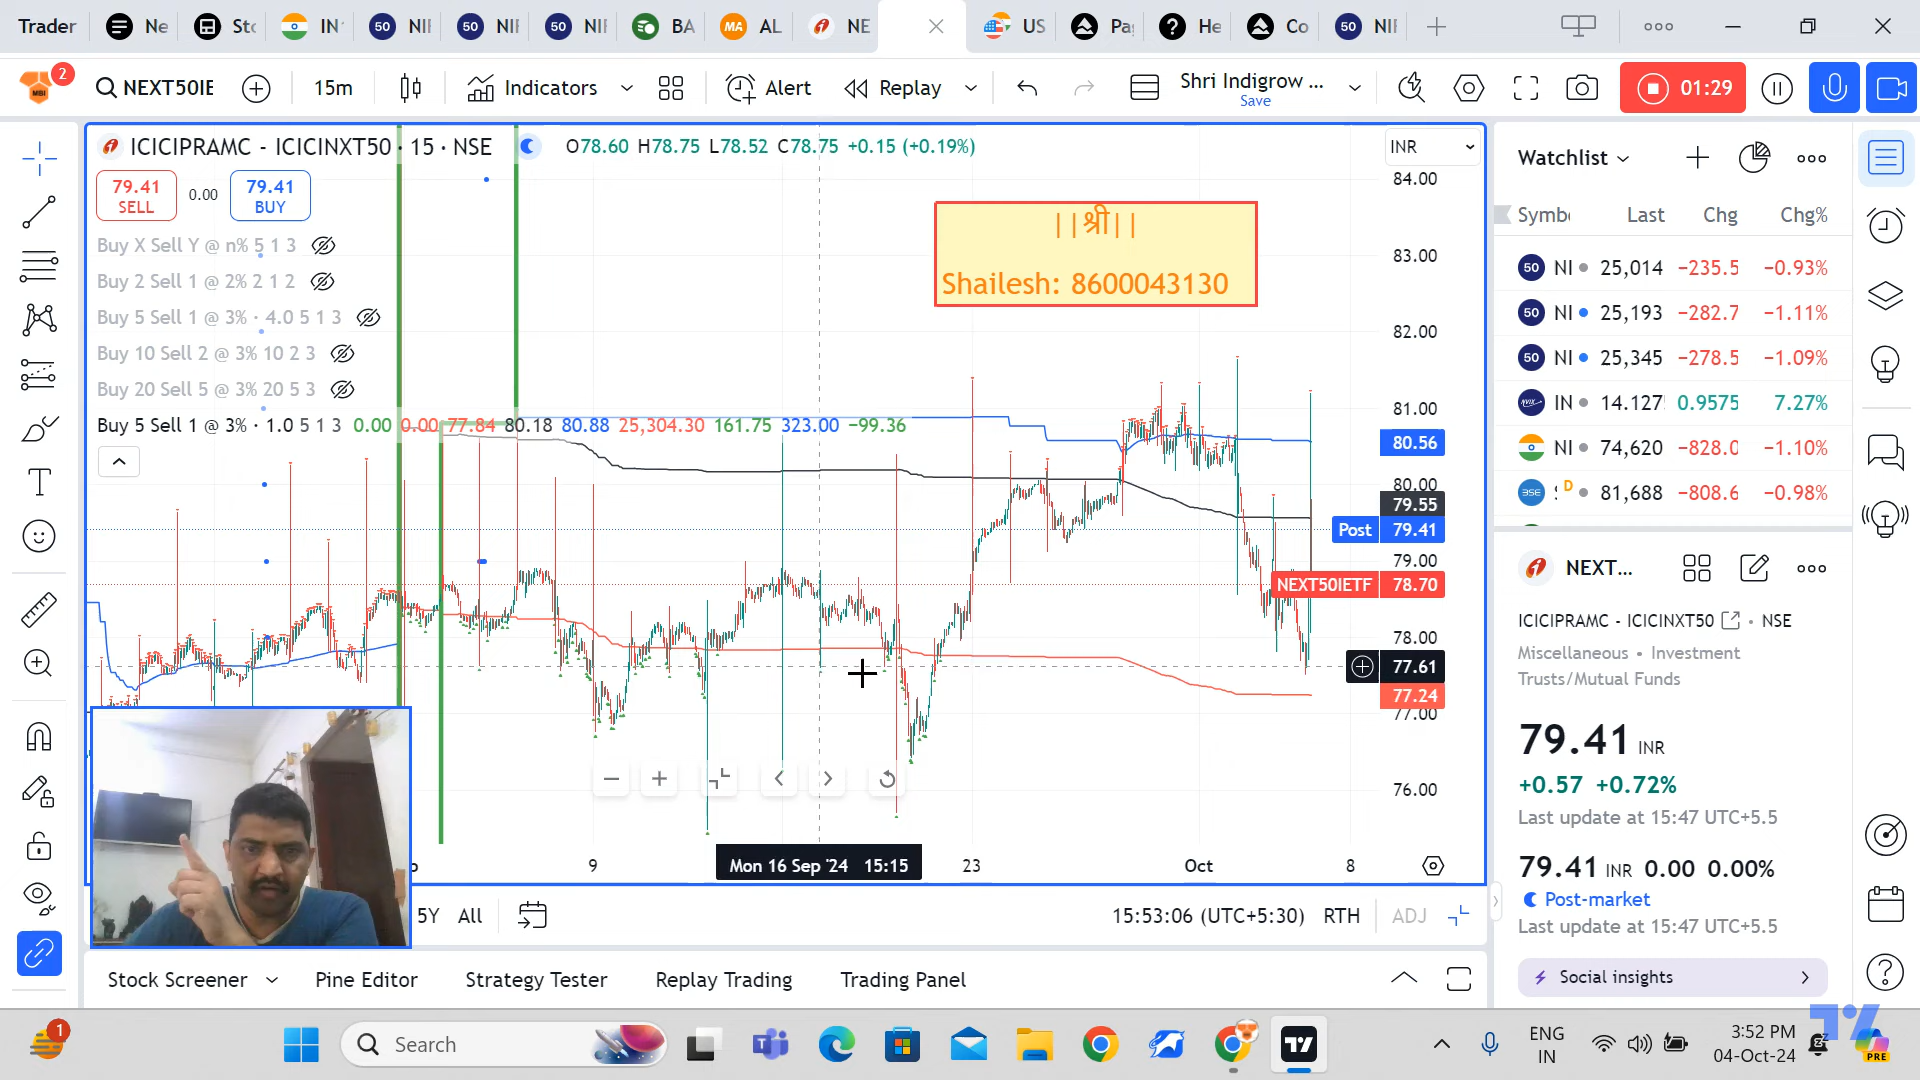 Trader
Ne
Sto
IN
NI
NI
NI
BA
AL
NE
US
Pa
He
Co
NI
2
NEXT50IE
15m
Indicators
Alert
Replay
Shri Indigrow ...
Save
01:29
ICICIPRAMC - ICICINXT50 · 15 · NSE
O78.60 H78.75 L78.52 C78.75 +0.15 (+0.19%)
INR
79.41
SELL
0.00
79.41
BUY
Buy X Sell Y @ n% 5 1 3
Buy 2 Sell 1 @ 2% 2 1 2
Buy 5 Sell 1 @ 3% · 4.0 5 1 3
Buy 10 Sell 2 @ 3% 10 2 3
Buy 20 Sell 5 @ 3% 20 5 3
Buy 5 Sell 1 @ 3% · 1.0 5 1 3 0.00 0.00 77.84 80.18 80.88 25,304.30 161.75 323.00 −99.36
||श्री||
Shailesh: 8600043130
84.00
83.00
82.00
81.00
80.56
80.00
79.55
Post 79.41
79.00
NEXT50IETF 78.70
78.00
77.61
77.24
77.00
76.00
9
Mon 16 Sep '24 15:15
23
Oct
8
5Y
All
15:53:06 (UTC+5:30)
RTH
ADJ
Stock Screener
Pine Editor
Strategy Tester
Replay Trading
Trading Panel
Watchlist
Symb
Last
Chg
Chg%
50 NI 25,014 −235.5 −0.93%
50 NI 25,193 −282.7 −1.11%
50 NI 25,345 −278.5 −1.09%
IN 14.127 0.9575 7.27%
NI 74,620 −828.0 −1.10%
BSE D 81,688 −808.6 −0.98%
NEXT...
ICICIPRAMC - ICICINXT50 • NSE
Miscellaneous • Investment
Trusts/Mutual Funds
79.41 INR
+0.57 +0.72%
Last update at 15:47 UTC+5.5
79.41 INR 0.00 0.00%
Post-market
Last update at 15:47 UTC+5.5
Social insights
1
Search
ENG
IN
3:52 PM
04-Oct-24
PRE